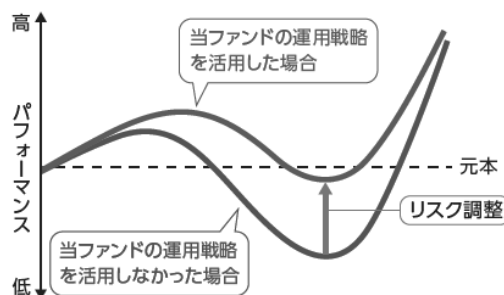 高
当ファンドの運用戦略
を活用した場合
パフォーマンス
元本
リスク調整
当ファンドの運用戦略
を活用しなかった場合
低